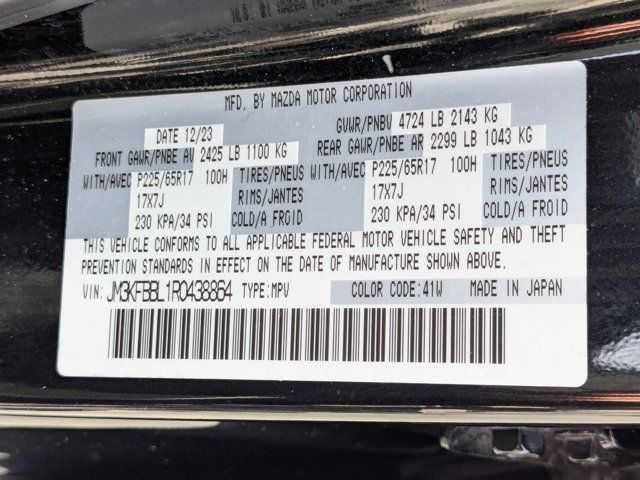 MFD. BY MAZDA MOTOR CORPORATION
DATE 12/23 GVWR/PNBV 4724 LB 2143 KG
FRONT GAWR/PNBE AV 2425 LB 1100 KG REAR GAWR/PNBE AR 2299 LB 1043 KG
WITH/AVEC P225/65R17 100H TIRES/PNEUS WITH/AVEC P225/65R17 100H TIRES/PNEUS
17X7J RIMS/JANTES 17X7J RIMS/JANTES
230 KPA/34 PSI COLD/A FROID 230 KPA/34 PSI COLD/A FROID
THIS VEHICLE CONFORMS TO ALL APPLICABLE FEDERAL MOTOR VEHICLE SAFETY AND THEFT
PREVENTION STANDARDS IN EFFECT ON THE DATE OF MANUFACTURE SHOWN ABOVE.
VIN: JM3KFBBL1R0438864 TYPE:MPV COLOR CODE:41W MADE IN JAPAN